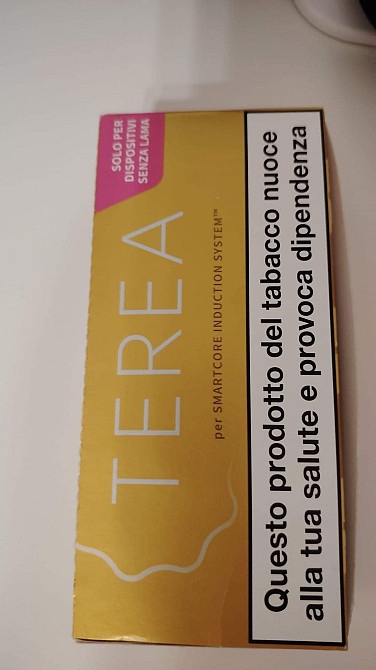 SOLO PER
DISPOSITIVI
SENZA LAMA
TEREA
per SMARTCORE INDUCTION SYSTEM™
Questo prodotto del tabacco nuoce
alla tua salute e provoca dipendenza